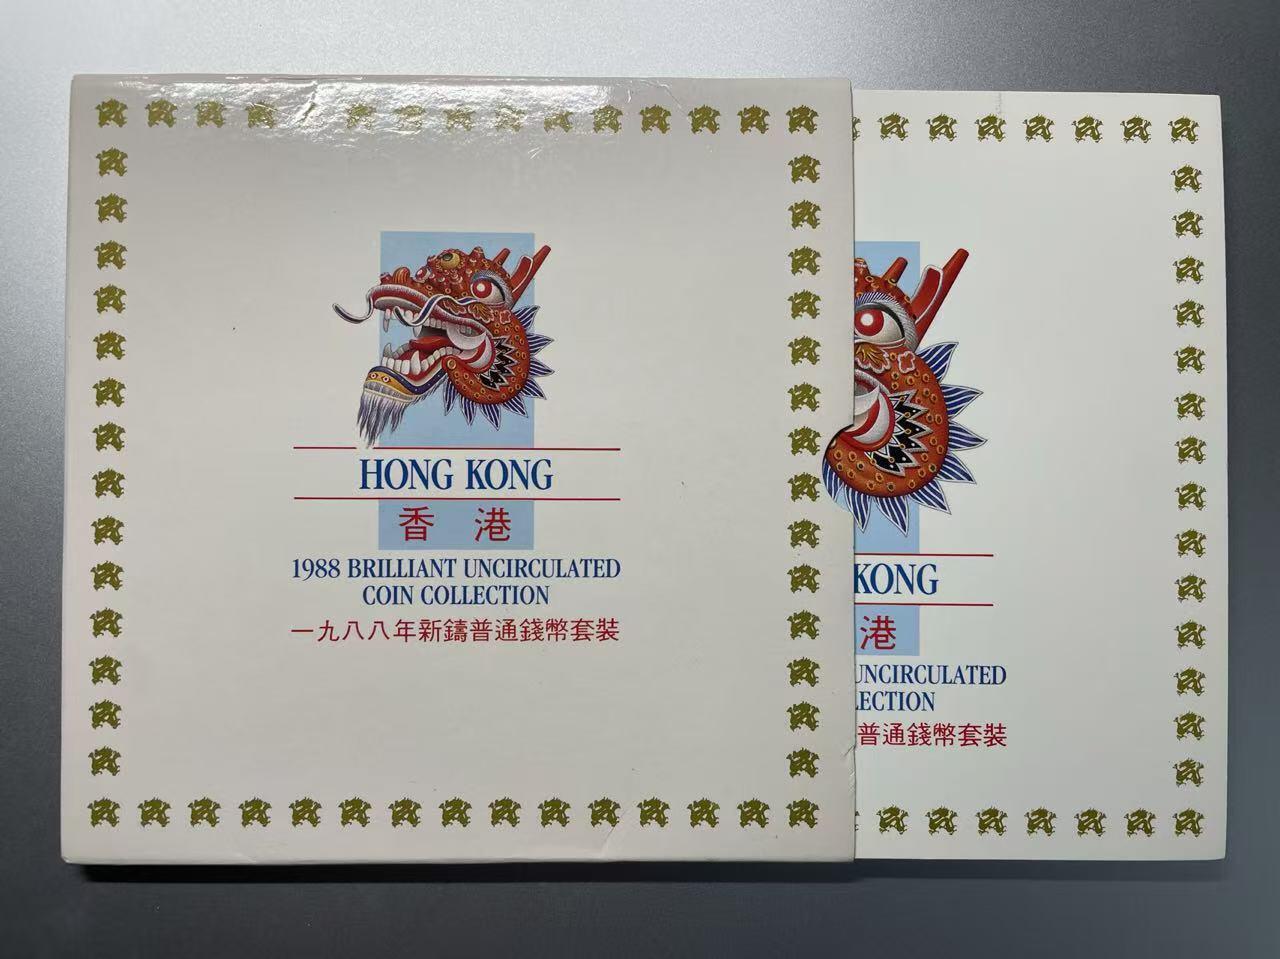 HONG KONG
香港
1988 BRILLIANT UNCIRCULATED
COIN COLLECTION
一九八八年新鑄普通錢幣套裝
KONG
港
UNCIRCULATED
LECTION
普通錢幣套裝